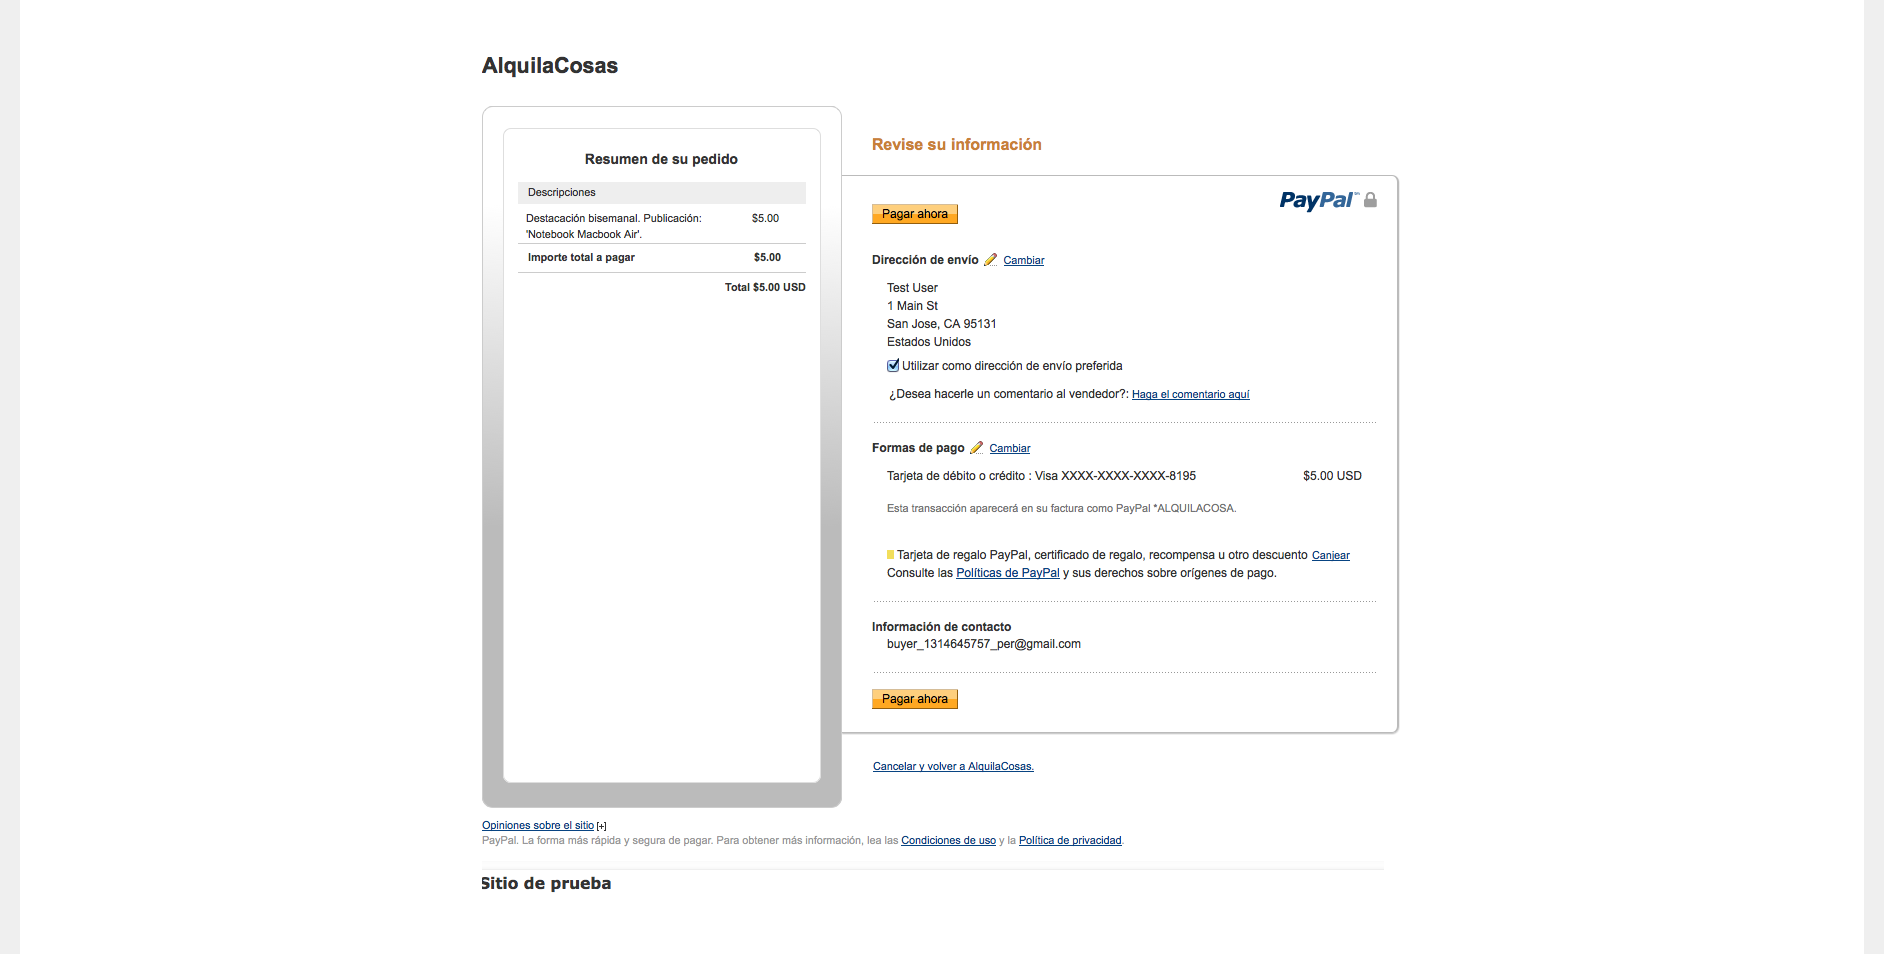 AlquilaCosas
Resumen de su pedido
Descripciones
Destacación bisemanal. Publicación: $5.00
'Notebook Macbook Air'.
Importe total a pagar $5.00
Total $5.00 USD
Revise su información
PayPal
Pagar ahora
Dirección de envío Cambiar
Test User
1 Main St
San Jose, CA 95131
Estados Unidos
Utilizar como dirección de envío preferida
¿Desea hacerle un comentario al vendedor?: Haga el comentario aquí
Formas de pago Cambiar
Tarjeta de débito o crédito : Visa XXXX-XXXX-XXXX-8195 $5.00 USD
Esta transacción aparecerá en su factura como PayPal *ALQUILACOSA.
Tarjeta de regalo PayPal, certificado de regalo, recompensa u otro descuento Canjear
Consulte las Políticas de PayPal y sus derechos sobre orígenes de pago.
Información de contacto
buyer_1314645757_per@gmail.com
Pagar ahora
Cancelar y volver a AlquilaCosas.
Opiniones sobre el sitio [+]
PayPal. La forma más rápida y segura de pagar. Para obtener más información, lea las Condiciones de uso y la Política de privacidad.
Sitio de prueba